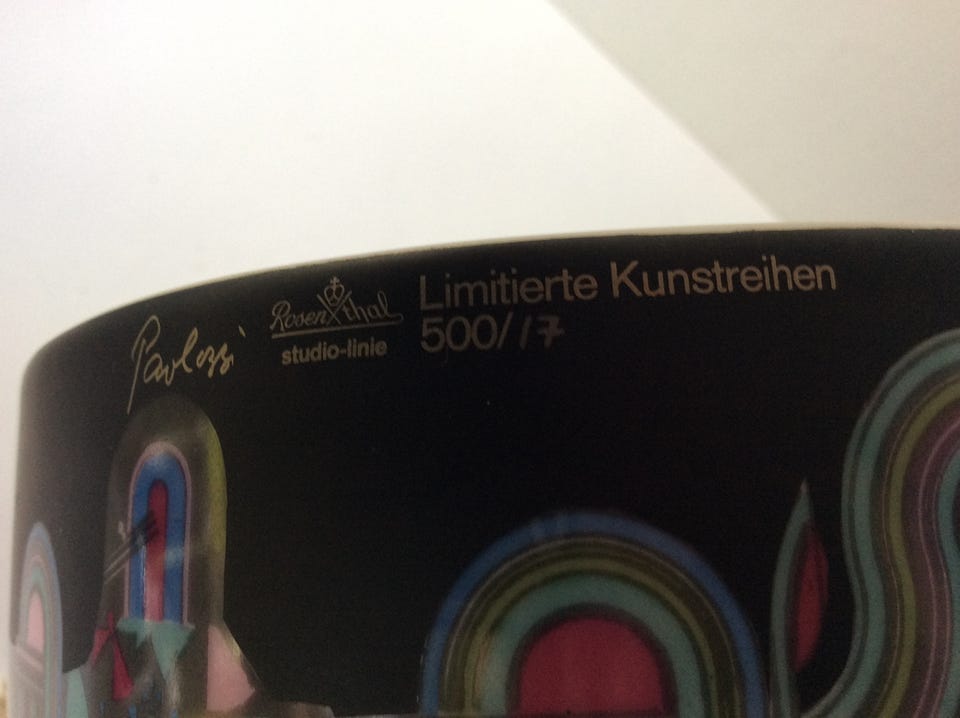 Paolozzi
Rosenthal
studio-linie
Limitierte Kunstreihen
500/17